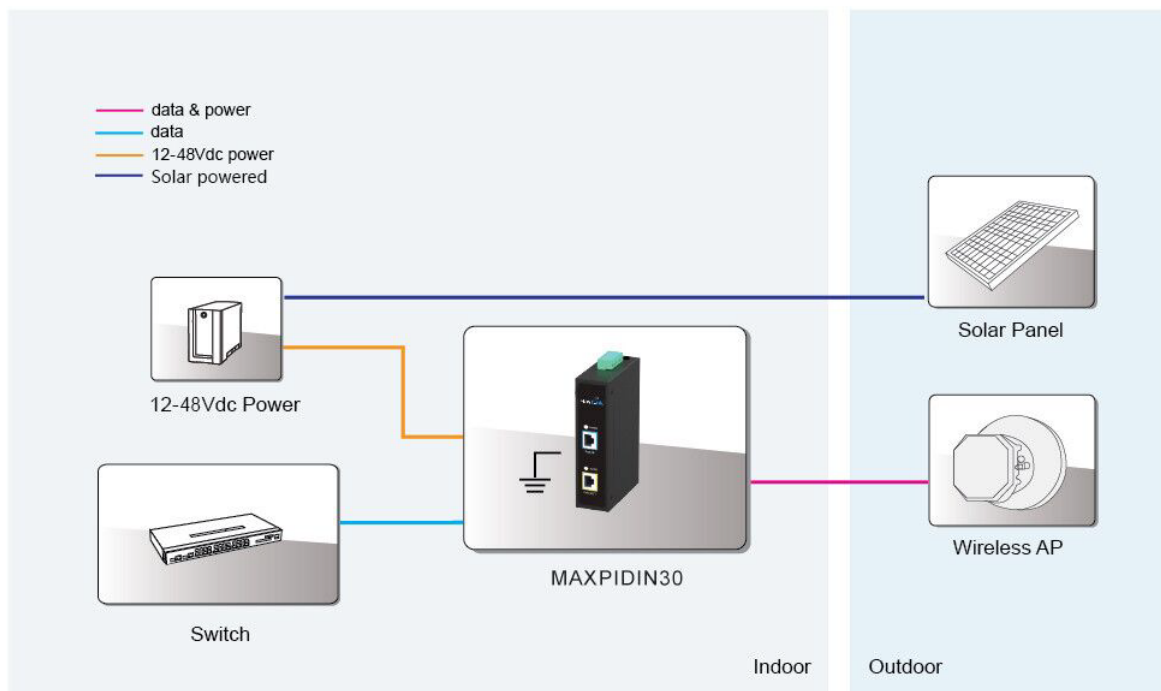 data & power
data
12-48Vdc power
Solar powered
Solar Panel
12-48Vdc Power
Wireless AP
MAXPIDIN30
Switch
Indoor
Outdoor